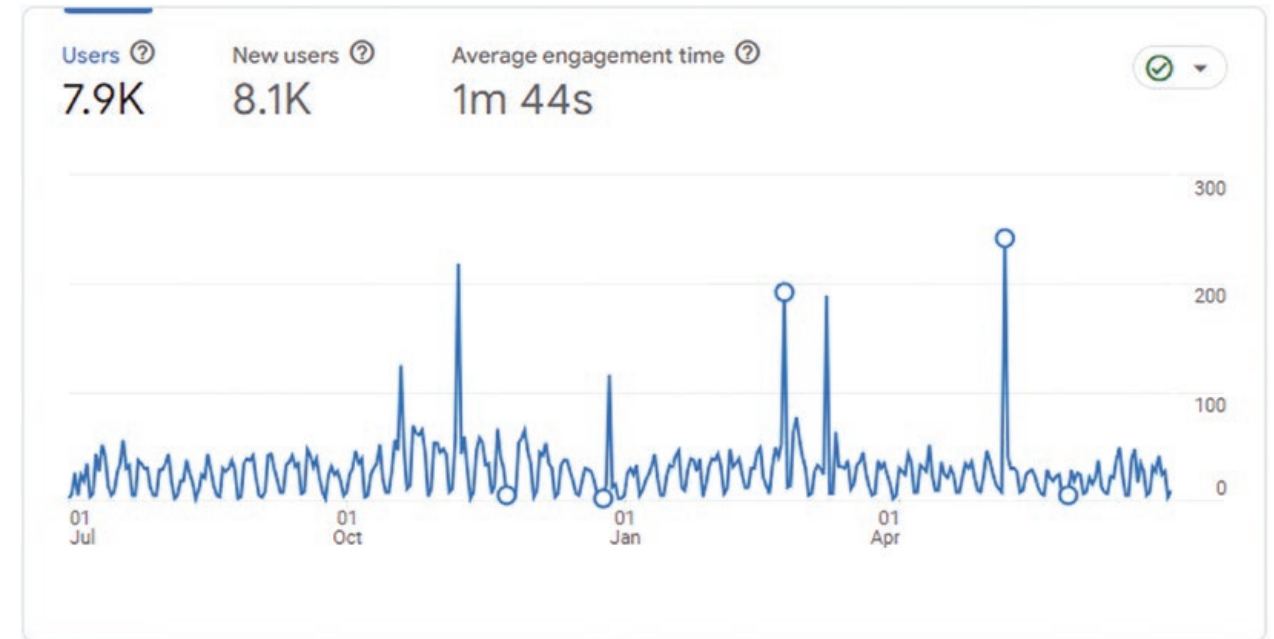 Users New users Average engagement time
7.9K 8.1K 1m 44s
300
200
100
0
01 01 01 01
Jul Oct Jan Apr